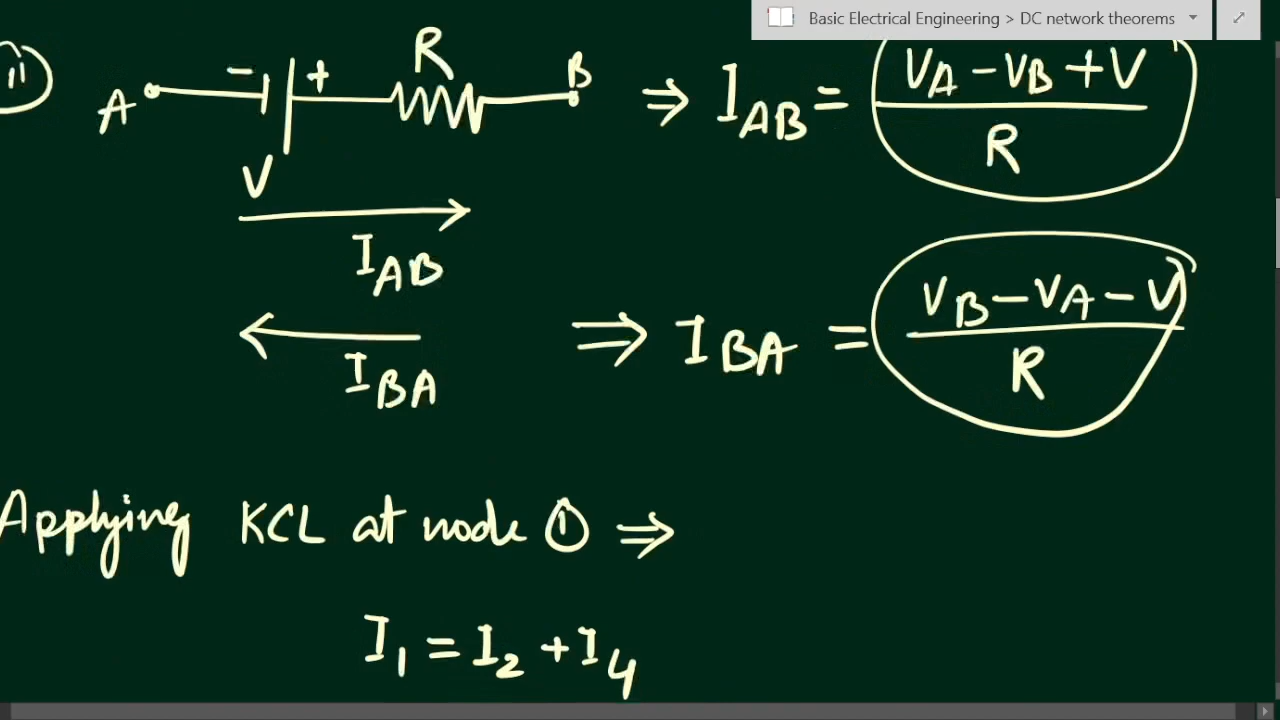 Basic Electrical Engineering > DC network theorems
ii)
A - + R B ⇒ I_AB = (V_A - V_B + V) / R
V
I_AB
I_BA ⇒ I_BA = (V_B - V_A - V) / R
Applying KCL at node ① ⇒
I_1 = I_2 + I_4